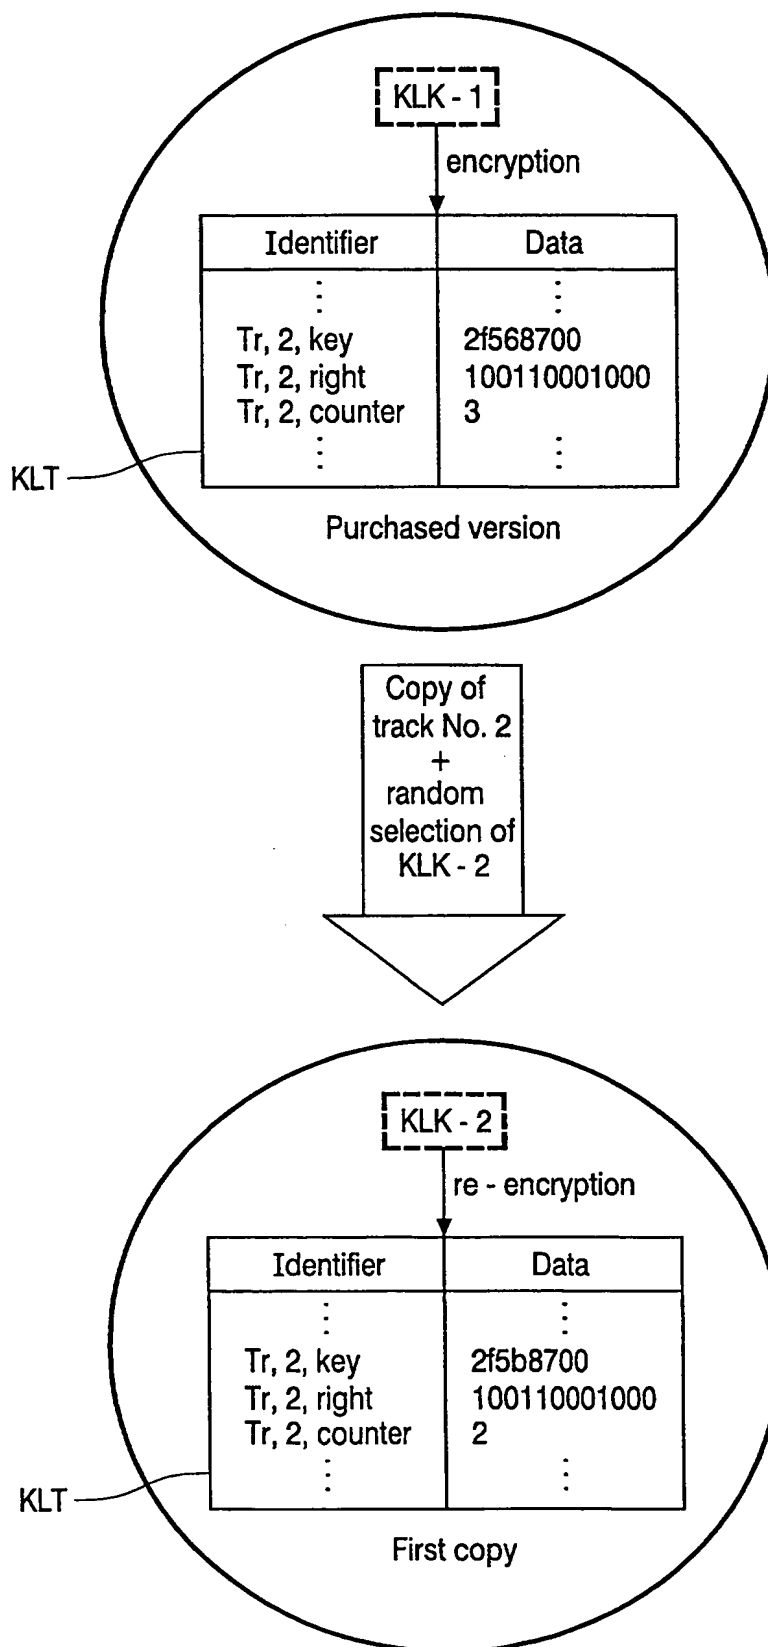 KLK - 1
encryption
Identifier Data
⋮ ⋮
Tr, 2, key 2f568700
Tr, 2, right 100110001000
Tr, 2, counter 3
⋮ ⋮
KLT
Purchased version
Copy of
track No. 2
+
random
selection of
KLK - 2
KLK - 2
re - encryption
Identifier Data
⋮ ⋮
Tr, 2, key 2f5b8700
Tr, 2, right 100110001000
Tr, 2, counter 2
⋮ ⋮
KLT
First copy